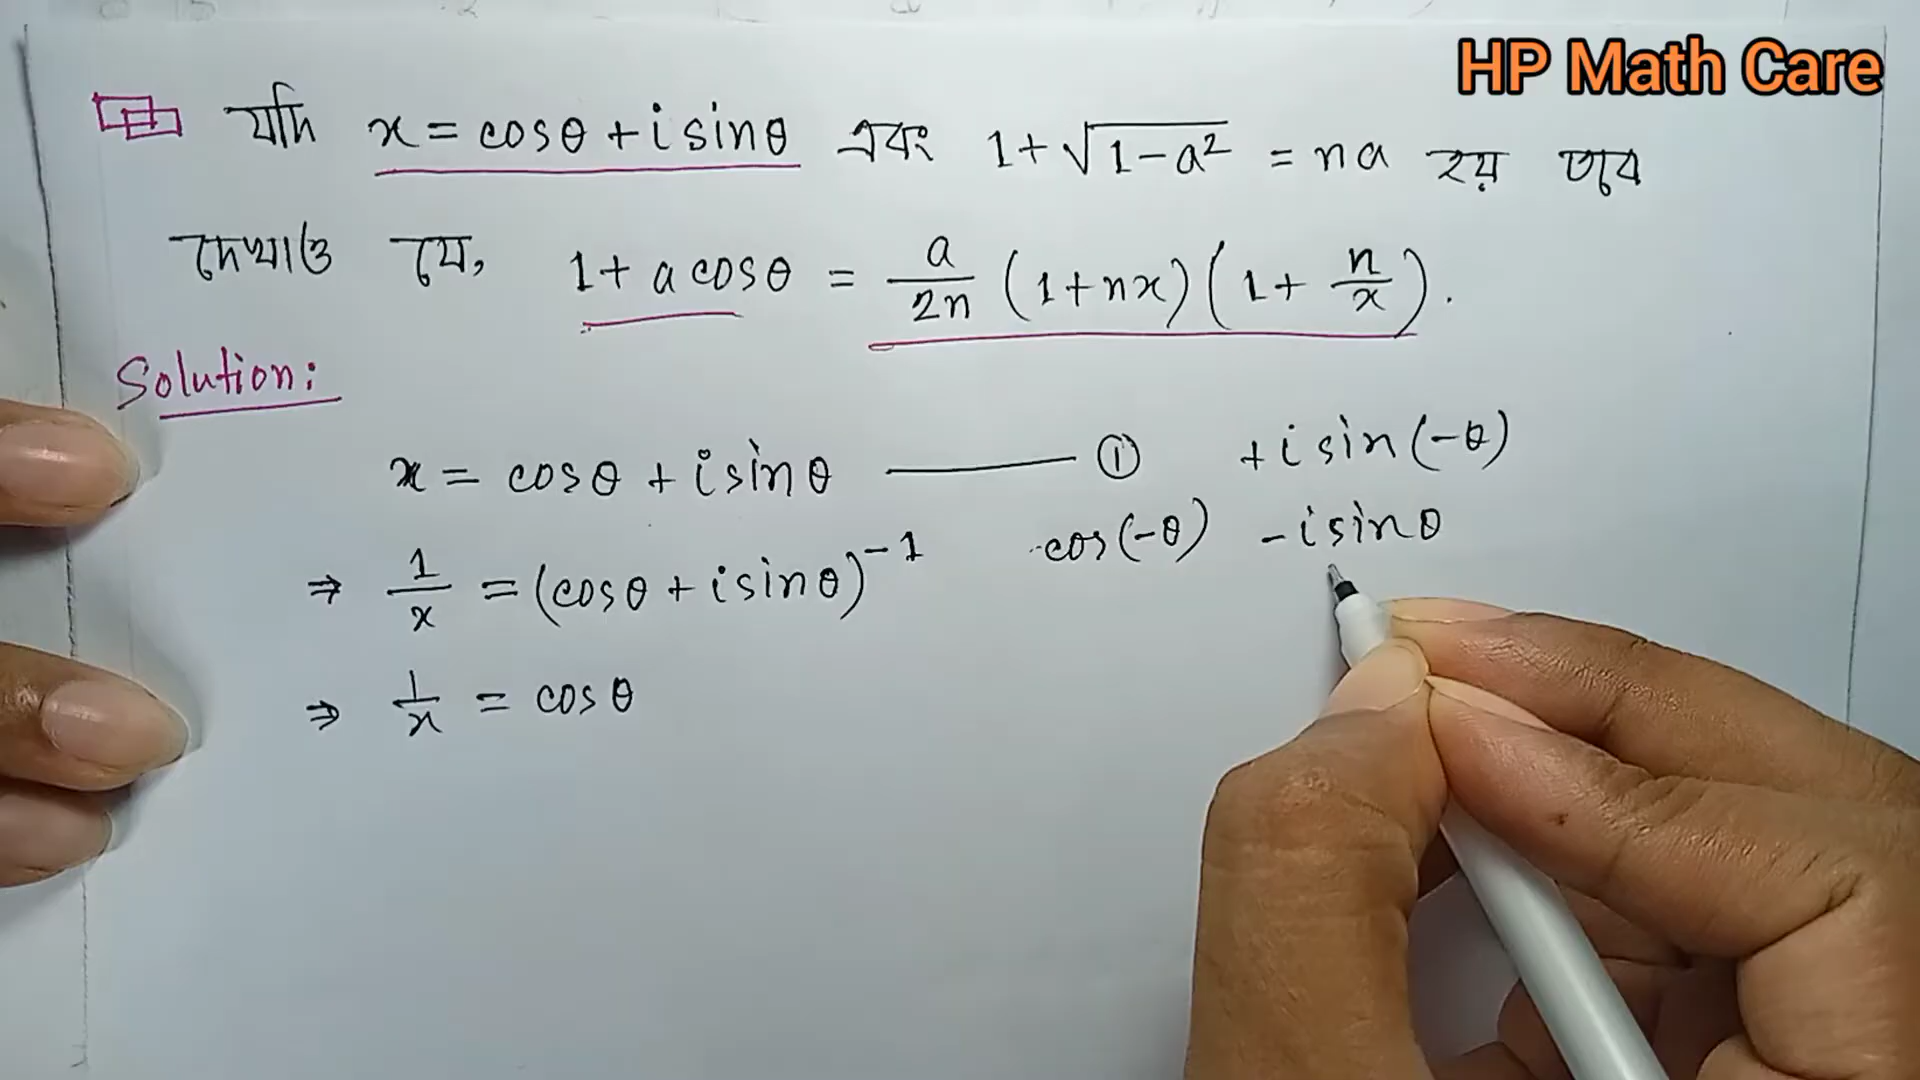 HP Math Care
যদি x = cosθ + i sinθ এবং 1 + √(1 - a²) = na হয় তবে
দেখাও যে, 1 + a cosθ = a/2n (1 + nx)(1 + n/x).
Solution:
x = cosθ + i sinθ ——— ①
+ i sin(-θ)
⇒ 1/x = (cosθ + i sinθ)⁻¹
cos(-θ) - i sinθ
⇒ 1/x = cosθ